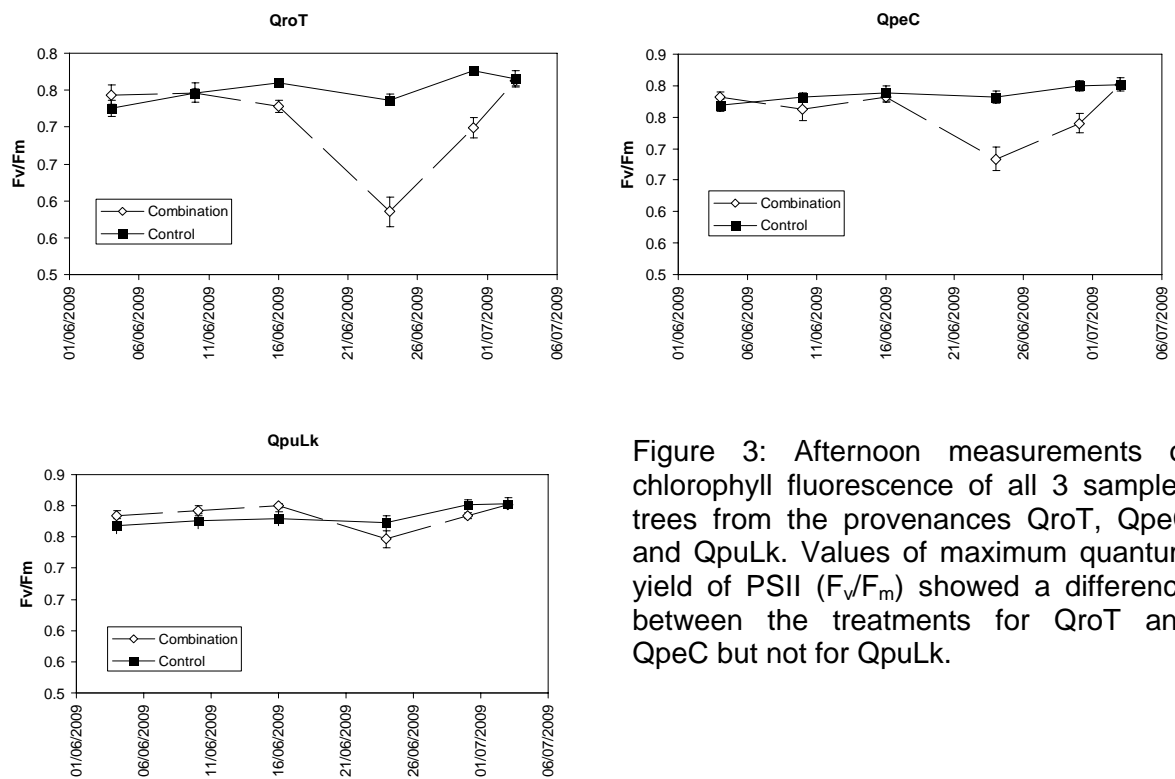 QroT
0.8
0.8
0.7
0.7
0.6
0.6
0.5
Fv/Fm
Combination
Control
01/06/2009
06/06/2009
11/06/2009
16/06/2009
21/06/2009
26/06/2009
01/07/2009
06/07/2009
QpeC
0.9
0.8
0.8
0.7
0.7
0.6
0.6
0.5
Fv/Fm
Combination
Control
01/06/2009
06/06/2009
11/06/2009
16/06/2009
21/06/2009
26/06/2009
01/07/2009
06/07/2009
QpuLk
0.9
0.8
0.8
0.7
0.7
0.6
0.6
0.5
Fv/Fm
Combination
Control
01/06/2009
06/06/2009
11/06/2009
16/06/2009
21/06/2009
26/06/2009
01/07/2009
06/07/2009
Figure 3: Afternoon measurements
chlorophyll fluorescence of all 3 sample
trees from the provenances QroT, QpeC
and QpuLk. Values of maximum quantum
yield of PSII (Fv/Fm) showed a differenc
between the treatments for QroT an
QpeC but not for QpuLk.